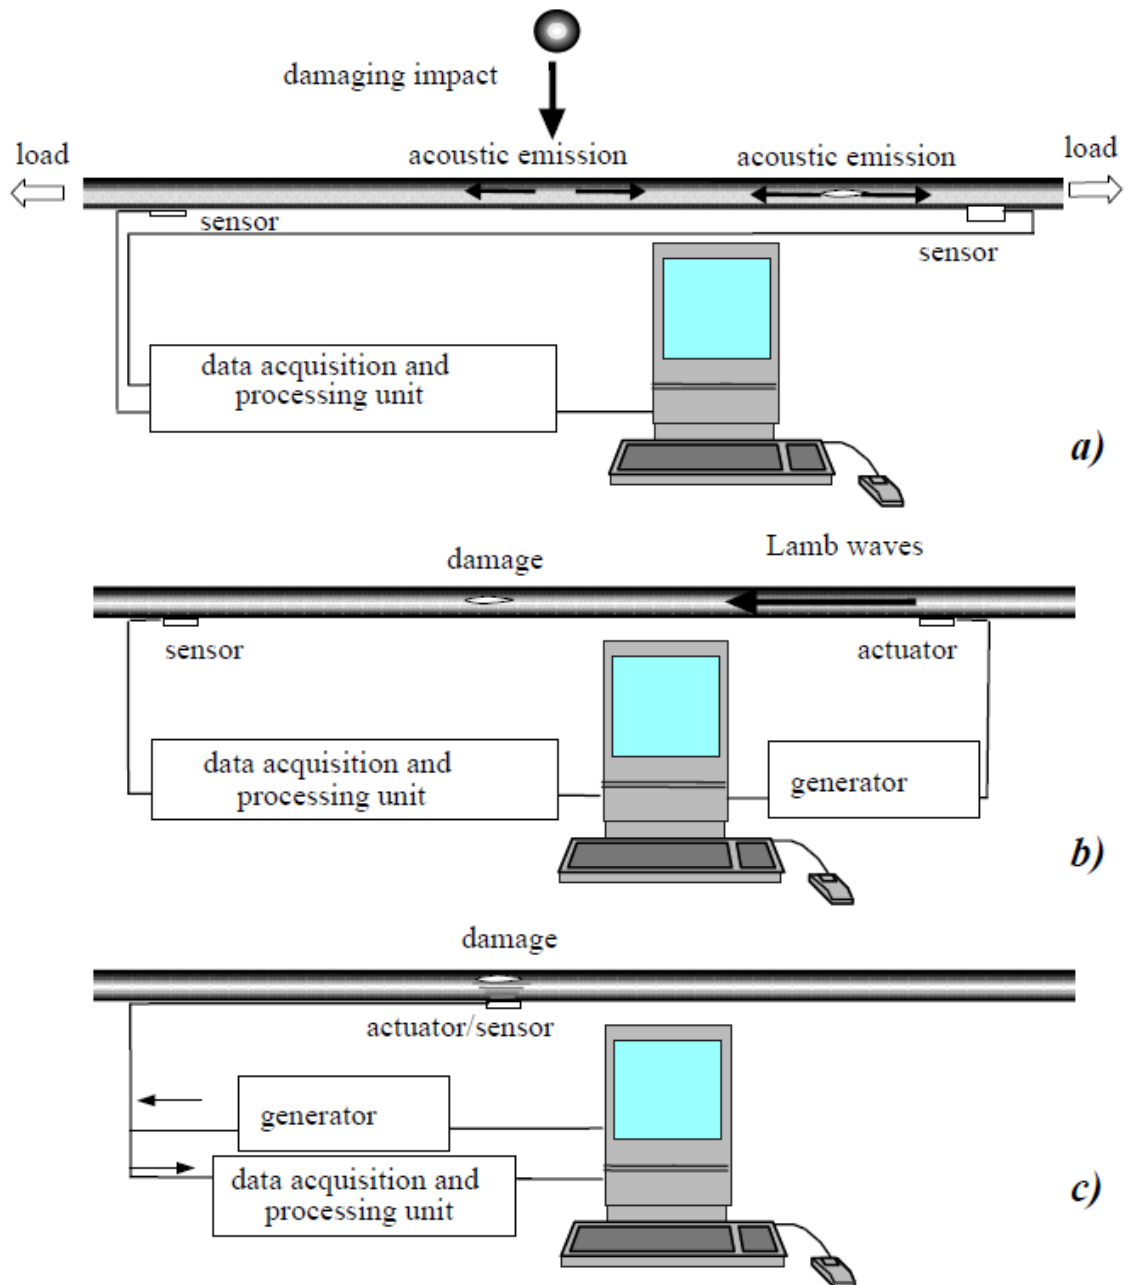 damaging impact
load
acoustic emission
acoustic emission
load
sensor
sensor
data acquisition and
processing unit
a)
damage
Lamb waves
sensor
actuator
data acquisition and
processing unit
generator
b)
damage
actuator/sensor
generator
data acquisition and
processing unit
c)